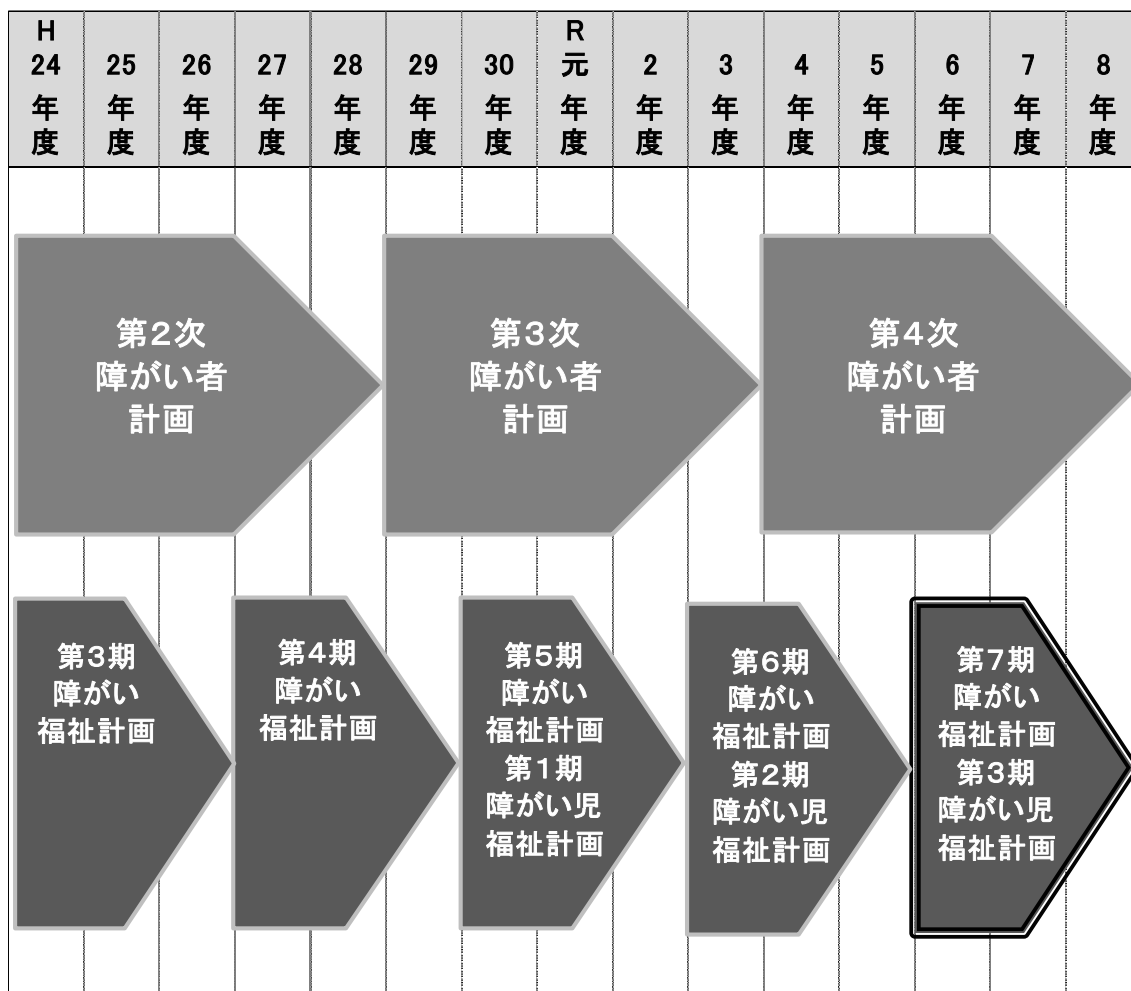 H
24
年
度
25
年
度
26
年
度
27
年
度
28
年
度
29
年
度
30
年
度
R
元
年
度
2
年
度
3
年
度
4
年
度
5
年
度
6
年
度
7
年
度
8
年
度
第2次
障がい者
計画
第3次
障がい者
計画
第4次
障がい者
計画
第3期
障がい
福祉計画
第4期
障がい
福祉計画
第5期
障がい
福祉計画
第1期
障がい児
福祉計画
第6期
障がい
福祉計画
第2期
障がい児
福祉計画
第7期
障がい
福祉計画
第3期
障がい児
福祉計画